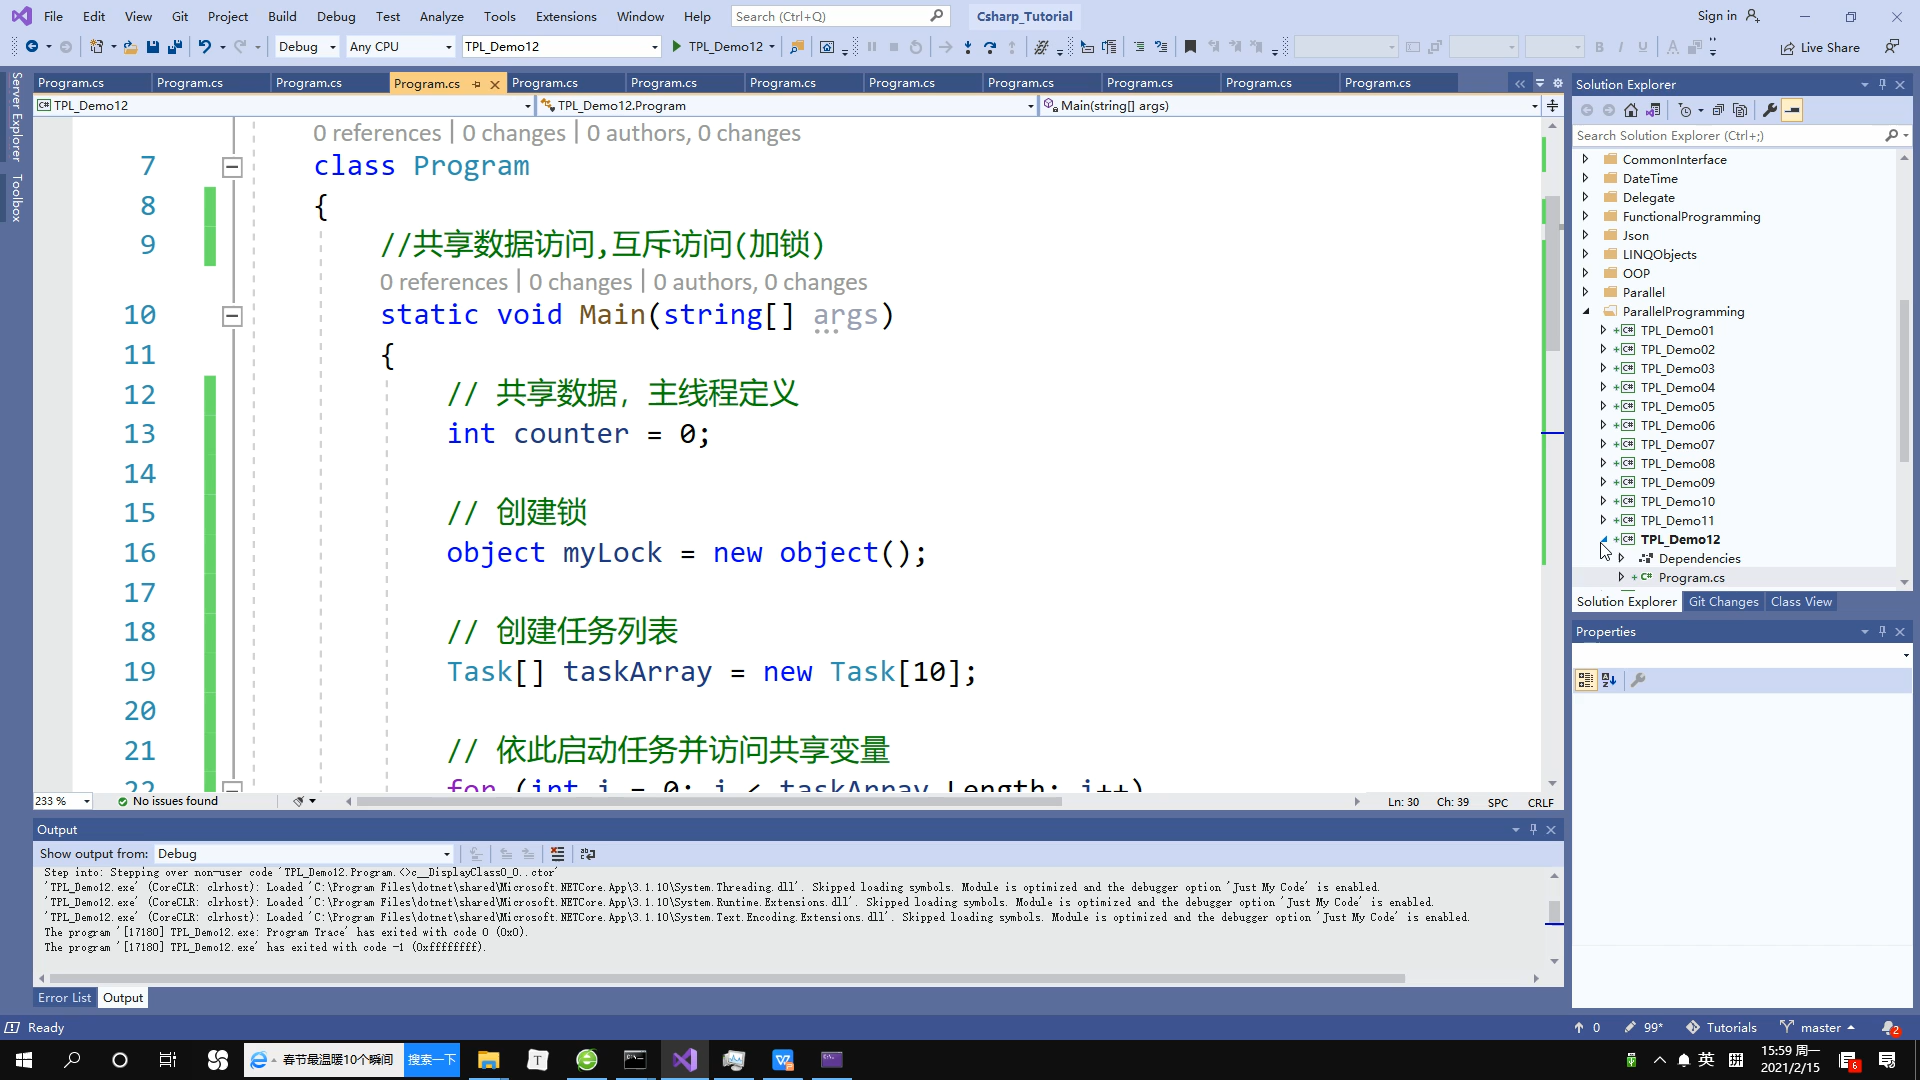 File Edit View Git Project Build Debug Test Analyze Tools Extensions Window Help Search (Ctrl+Q) Csharp_Tutorial Sign in
Debug Any CPU TPL_Demo12 TPL_Demo12 Live Share
Server Explorer
Toolbox
Program.cs Program.cs Program.cs Program.cs Program.cs Program.cs Program.cs Program.cs Program.cs Program.cs Program.cs Program.cs
TPL_Demo12 TPL_Demo12.Program Main(string[] args)
0 references | 0 changes | 0 authors, 0 changes
7 class Program
8 {
9 //共享数据访问,互斥访问(加锁)
0 references | 0 changes | 0 authors, 0 changes
10 static void Main(string[] args)
11 {
12 // 共享数据，主线程定义
13 int counter = 0;
14
15 // 创建锁
16 object myLock = new object();
17
18 // 创建任务列表
19 Task[] taskArray = new Task[10];
20
21 // 依此启动任务并访问共享变量
22 for (int i = 0; i < taskArray.Length; i++)
233 % No issues found Ln: 30 Ch: 39 SPC CRLF
Output
Show output from: Debug
Step into: Stepping over non-user code 'TPL_Demo12.Program.<>c__DisplayClass0_0..ctor'
'TPL_Demo12.exe' (CoreCLR: clrhost): Loaded 'C:\Program Files\dotnet\shared\Microsoft.NETCore.App\3.1.10\System.Threading.dll'. Skipped loading symbols. Module is optimized and the debugger option 'Just My Code' is enabled.
'TPL_Demo12.exe' (CoreCLR: clrhost): Loaded 'C:\Program Files\dotnet\shared\Microsoft.NETCore.App\3.1.10\System.Runtime.Extensions.dll'. Skipped loading symbols. Module is optimized and the debugger option 'Just My Code' is enabled.
'TPL_Demo12.exe' (CoreCLR: clrhost): Loaded 'C:\Program Files\dotnet\shared\Microsoft.NETCore.App\3.1.10\System.Text.Encoding.Extensions.dll'. Skipped loading symbols. Module is optimized and the debugger option 'Just My Code' is enabled.
The program '[17180] TPL_Demo12.exe: Program Trace' has exited with code 0 (0x0).
The program '[17180] TPL_Demo12.exe' has exited with code -1 (0xffffffff).
Error List Output
Solution Explorer
Search Solution Explorer (Ctrl+;)
CommonInterface
DateTime
Delegate
FunctionalProgramming
Json
LINQObjects
OOP
Parallel
ParallelProgramming
TPL_Demo01
TPL_Demo02
TPL_Demo03
TPL_Demo04
TPL_Demo05
TPL_Demo06
TPL_Demo07
TPL_Demo08
TPL_Demo09
TPL_Demo10
TPL_Demo11
TPL_Demo12
Dependencies
Program.cs
Solution Explorer Git Changes Class View
Properties
Ready 0 99* Tutorials master 2
春节最温暖10个瞬间 搜索一下 英 15:59 周一
2021/2/15 6